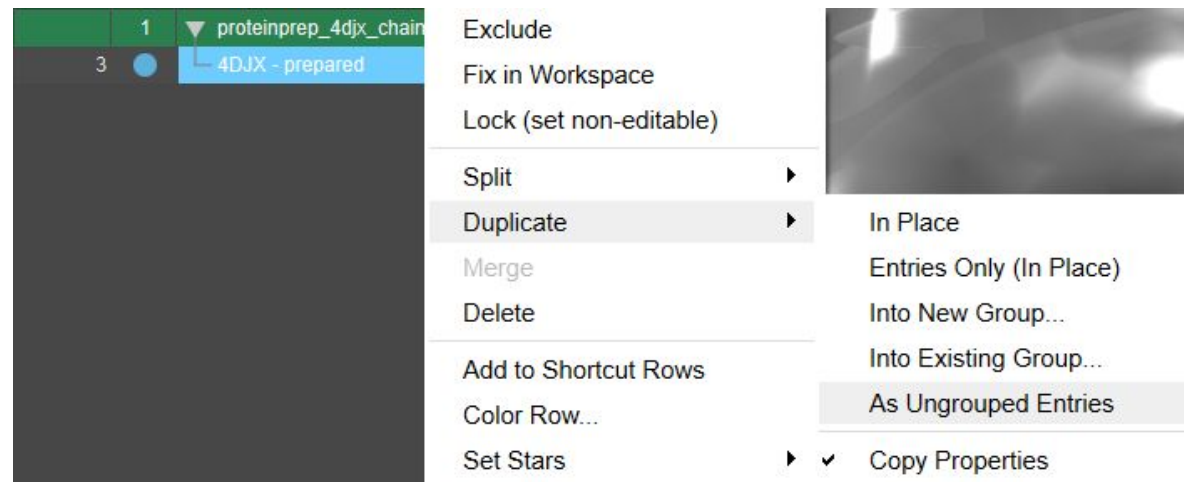 1 proteinprep_4djx_chain
3 4DJX - prepared
Exclude
Fix in Workspace
Lock (set non-editable)
Split
Duplicate
Merge
Delete
Add to Shortcut Rows
Color Row...
Set Stars
In Place
Entries Only (In Place)
Into New Group...
Into Existing Group...
As Ungrouped Entries
Copy Properties